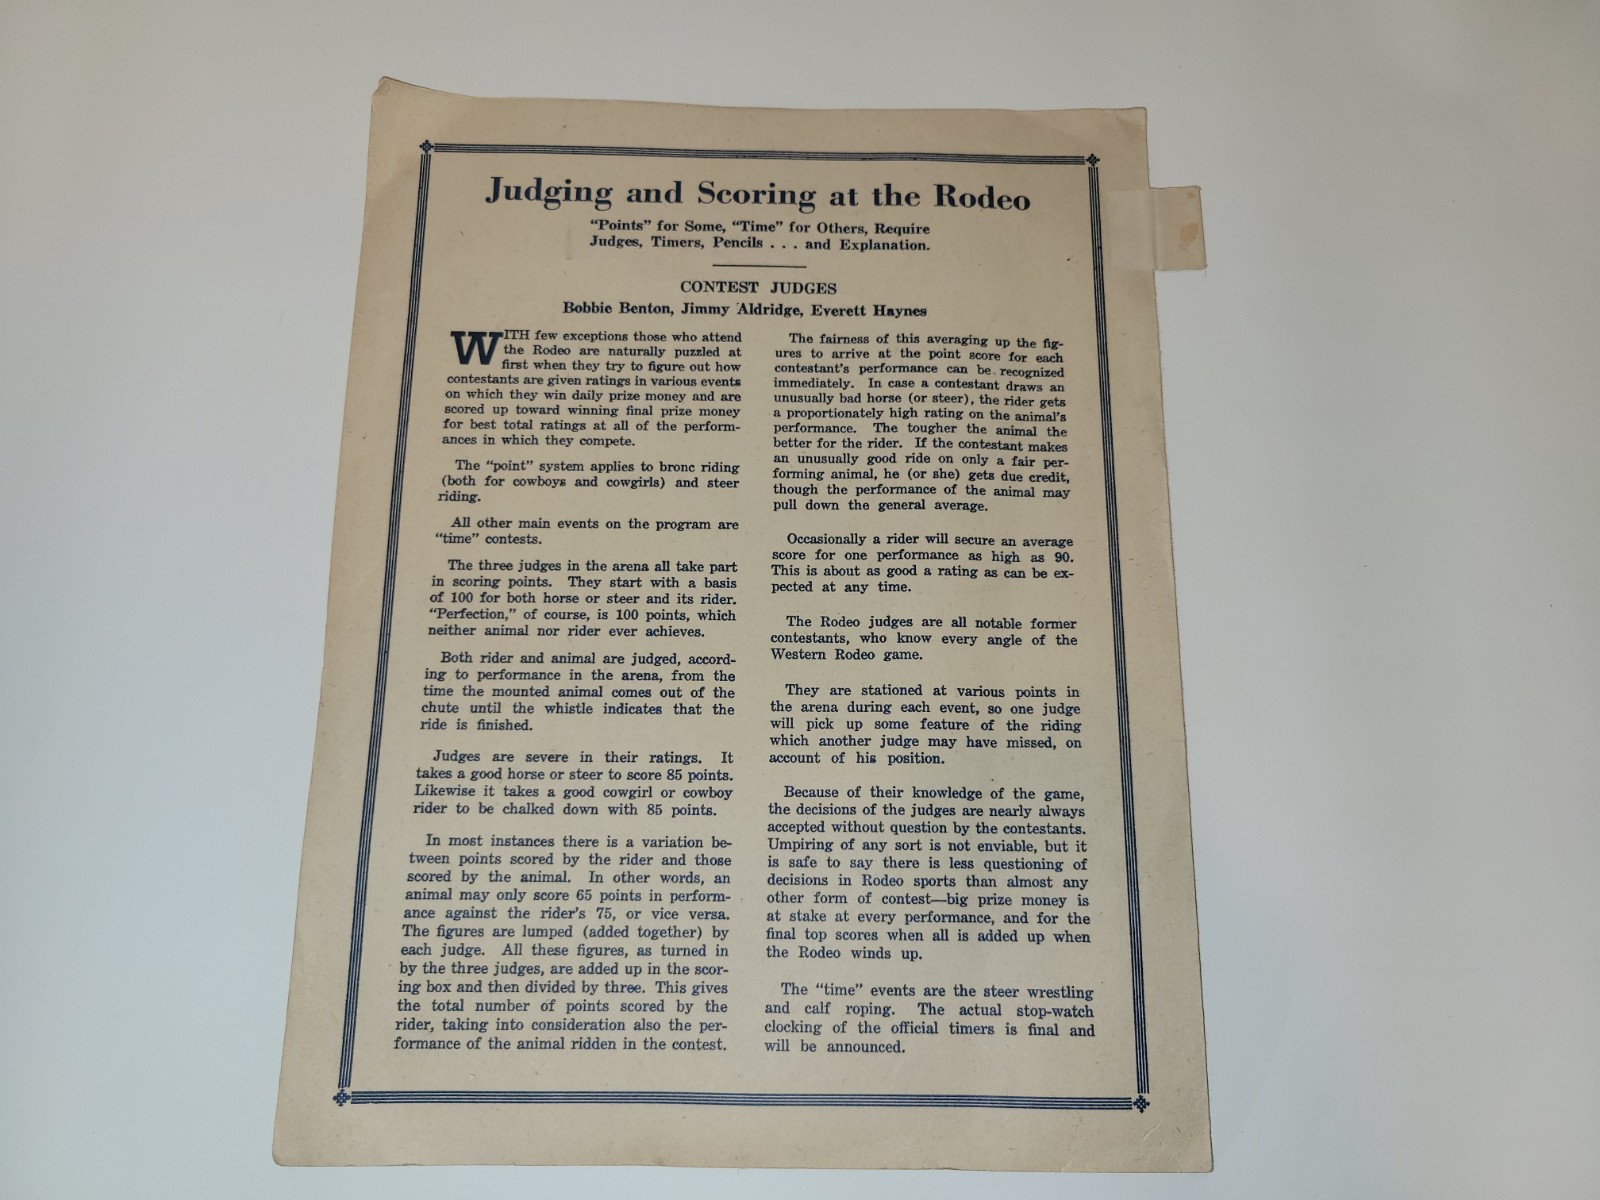 Judging and Scoring at the Rodeo
"Points" for Some, "Time" for Others, Require
Judges, Timers, Pencils . . . and Explanation.
CONTEST JUDGES
Bobbie Benton, Jimmy Aldridge, Everett Haynes
WITH few exceptions those who attend
the Rodeo are naturally puzzled at
first when they try to figure out how
contestants are given ratings in various events
on which they win daily prize money and are
scored up toward winning final prize money
for best total ratings at all of the perform-
ances in which they compete.
The "point" system applies to bronc riding
(both for cowboys and cowgirls) and steer
riding.
All other main events on the program are
"time" contests.
The three judges in the arena all take part
in scoring points. They start with a basis
of 100 for both horse or steer and its rider.
"Perfection," of course, is 100 points, which
neither animal nor rider ever achieves.
Both rider and animal are judged, accord-
ing to performance in the arena, from the
time the mounted animal comes out of the
chute until the whistle indicates that the
ride is finished.
Judges are severe in their ratings. It
takes a good horse or steer to score 85 points.
Likewise it takes a good cowgirl or cowboy
rider to be chalked down with 85 points.
In most instances there is a variation be-
tween points scored by the rider and those
scored by the animal. In other words, an
animal may only score 65 points in perform-
ance against the rider's 75, or vice versa.
The figures are lumped (added together) by
each judge. All these figures, as turned in
by the three judges, are added up in the scor-
ing box and then divided by three. This gives
the total number of points scored by the
rider, taking into consideration also the per-
formance of the animal ridden in the contest.
The fairness of this averaging up the fig-
ures to arrive at the point score for each
contestant's performance can be recognized
immediately. In case a contestant draws an
unusually bad horse (or steer), the rider gets
a proportionately high rating on the animal's
performance. The tougher the animal the
better for the rider. If the contestant makes
an unusually good ride on only a fair per-
forming animal, he (or she) gets due credit,
though the performance of the animal may
pull down the general average.
Occasionally a rider will secure an average
score for one performance as high as 90.
This is about as good a rating as can be ex-
pected at any time.
The Rodeo judges are all notable former
contestants, who know every angle of the
Western Rodeo game.
They are stationed at various points in
the arena during each event, so one judge
will pick up some feature of the riding
which another judge may have missed, on
account of his position.
Because of their knowledge of the game,
the decisions of the judges are nearly always
accepted without question by the contestants.
Umpiring of any sort is not enviable, but it
is safe to say there is less questioning of
decisions in Rodeo sports than almost any
other form of contest—big prize money is
at stake at every performance, and for the
final top scores when all is added up when
the Rodeo winds up.
The "time" events are the steer wrestling
and calf roping. The actual stop-watch
clocking of the official timers is final and
will be announced.